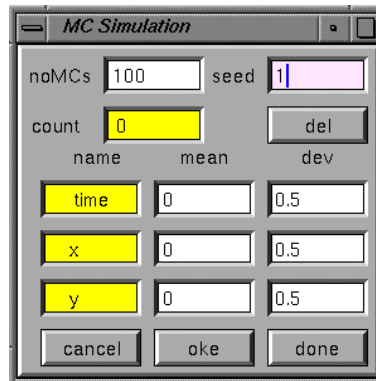 MC Simulation
noMCs 100 seed 1
count 0 del
name mean dev
time 0 0.5
x 0 0.5
y 0 0.5
cancel oke done